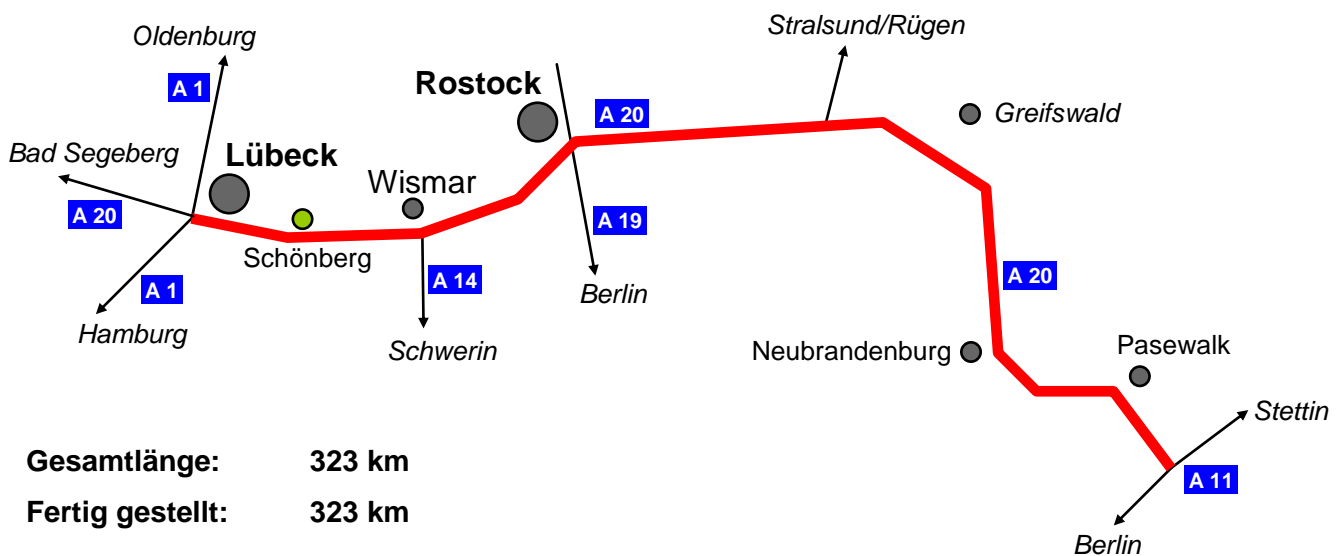 Stralsund/Rügen
Oldenburg
A 1
Rostock
A 20
Greifswald
Bad Segeberg
Lübeck
Wismar
A 20
A 19
Schönberg
A 14
A 1
A 20
Berlin
Hamburg
Schwerin
Neubrandenburg
Pasewalk
Stettin
Gesamtlänge: 323 km
A 11
Fertig gestellt: 323 km
Berlin